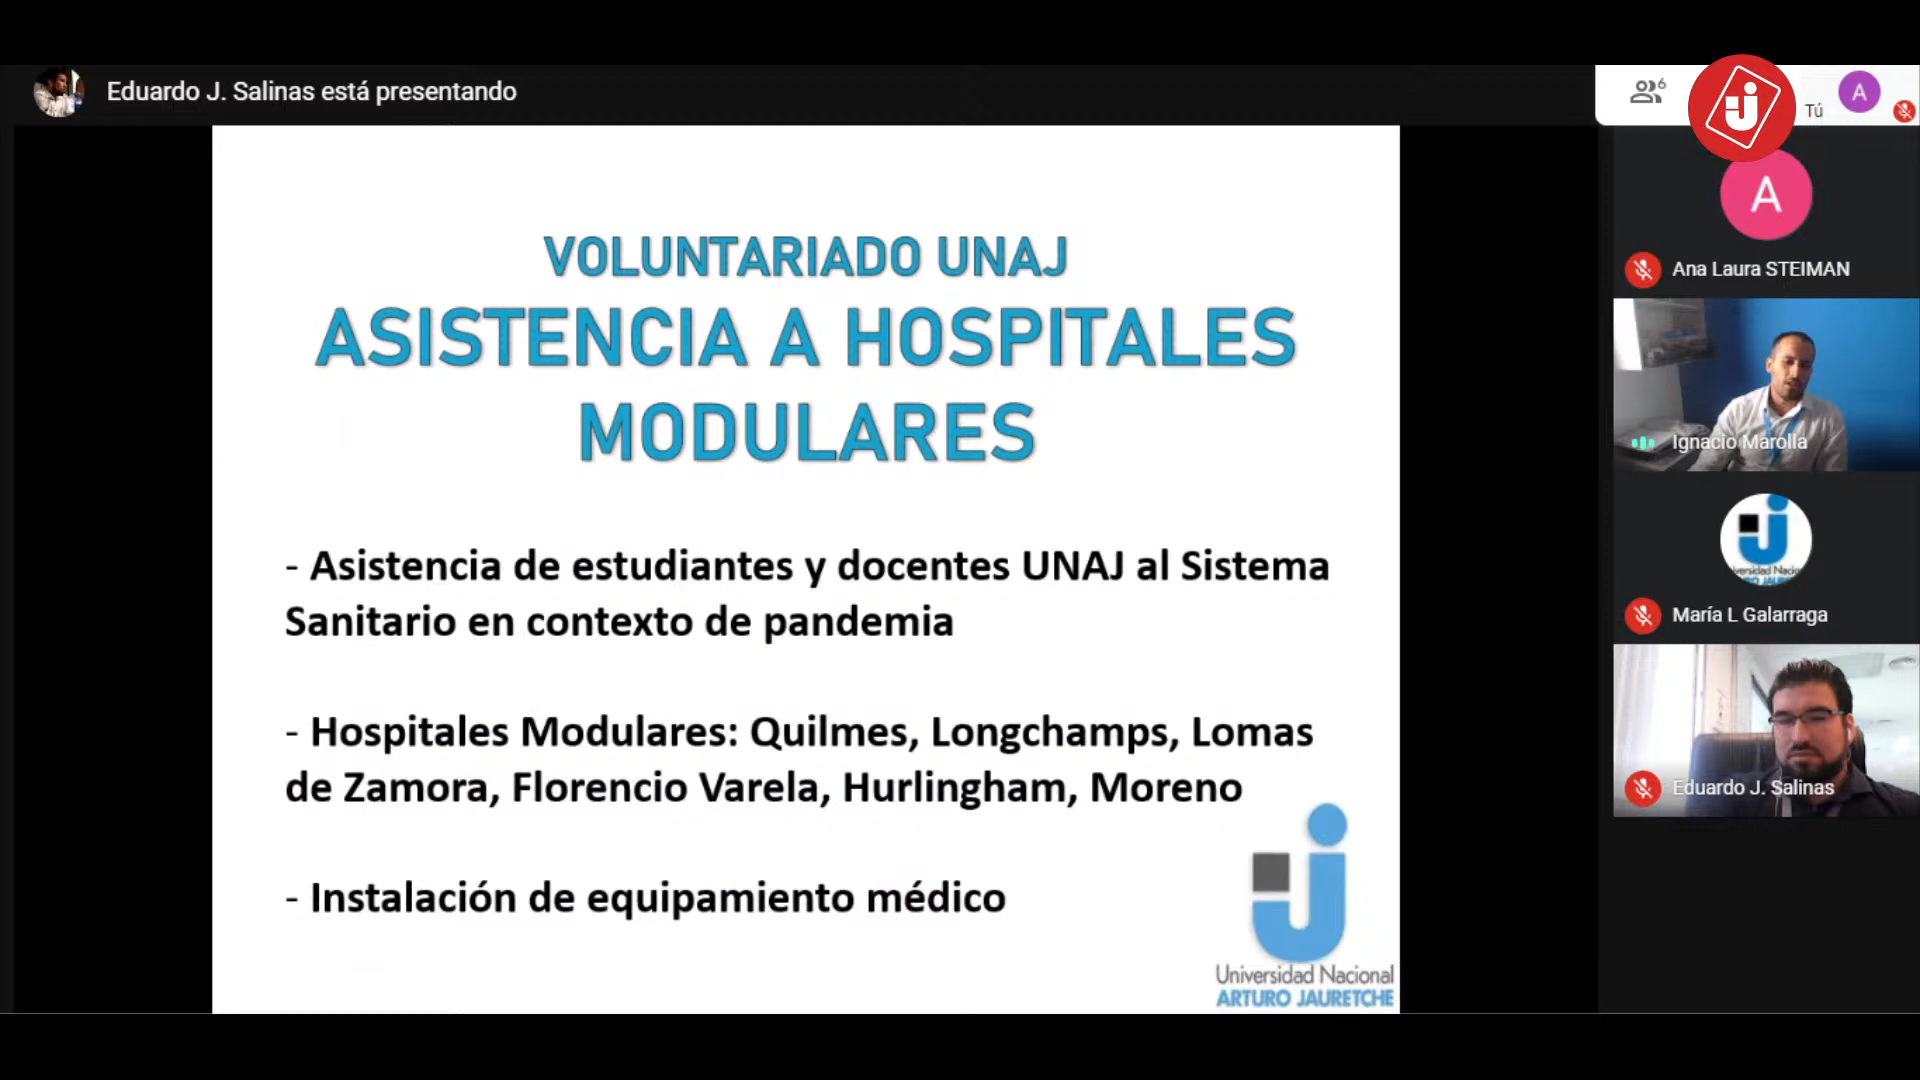 Eduardo J. Salinas está presentando
6
Tú
A
A
Ana Laura STEIMAN
Ignacio Marolla
María L Galarraga
Eduardo J. Salinas
VOLUNTARIADO UNAJ
ASISTENCIA A HOSPITALES
MODULARES
- Asistencia de estudiantes y docentes UNAJ al Sistema
Sanitario en contexto de pandemia
- Hospitales Modulares: Quilmes, Longchamps, Lomas
de Zamora, Florencio Varela, Hurlingham, Moreno
- Instalación de equipamiento médico
Universidad Nacional
ARTURO JAURETCHE